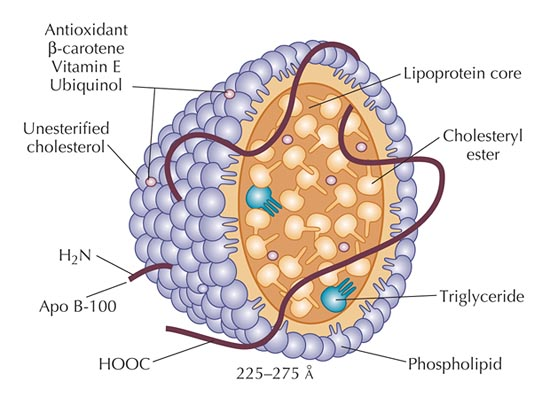 Antioxidant
β-carotene
Vitamin E
Ubiquinol
Unesterified
cholesterol
H₂N
Apo B-100
HOOC
225–275 Å
Lipoprotein core
Cholesteryl
ester
Triglyceride
Phospholipid